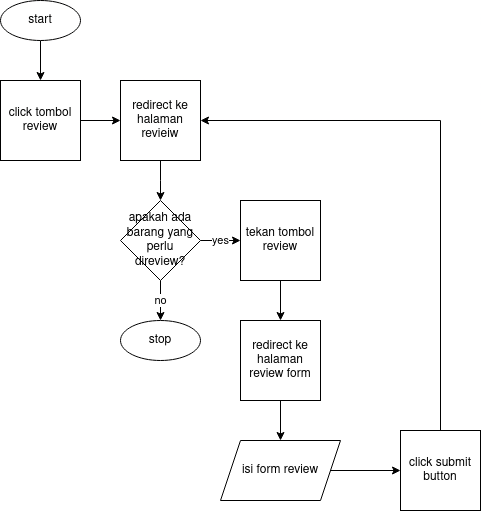 start
click tombol
review
redirect ke
halaman
revieiw
apakah ada
barang yang
perlu
direview?
yes
tekan tombol
review
no
stop
redirect ke
halaman
review form
isi form review
click submit
button